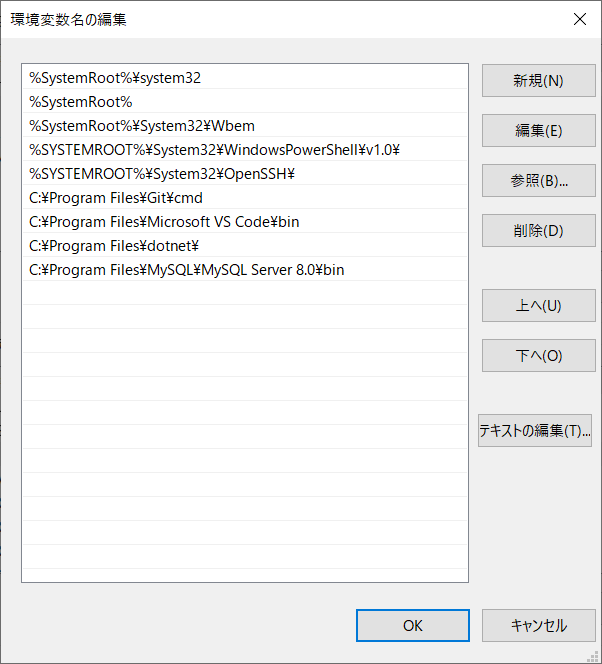 環境変数名の編集
%SystemRoot%¥system32
%SystemRoot%
%SystemRoot%¥System32¥Wbem
%SYSTEMROOT%¥System32¥WindowsPowerShell¥v1.0¥
%SYSTEMROOT%¥System32¥OpenSSH¥
C:¥Program Files¥Git¥cmd
C:¥Program Files¥Microsoft VS Code¥bin
C:¥Program Files¥dotnet¥
C:¥Program Files¥MySQL¥MySQL Server 8.0¥bin
新規(N)
編集(E)
参照(B)...
削除(D)
上へ(U)
下へ(O)
テキストの編集(T)...
OK
キャンセル